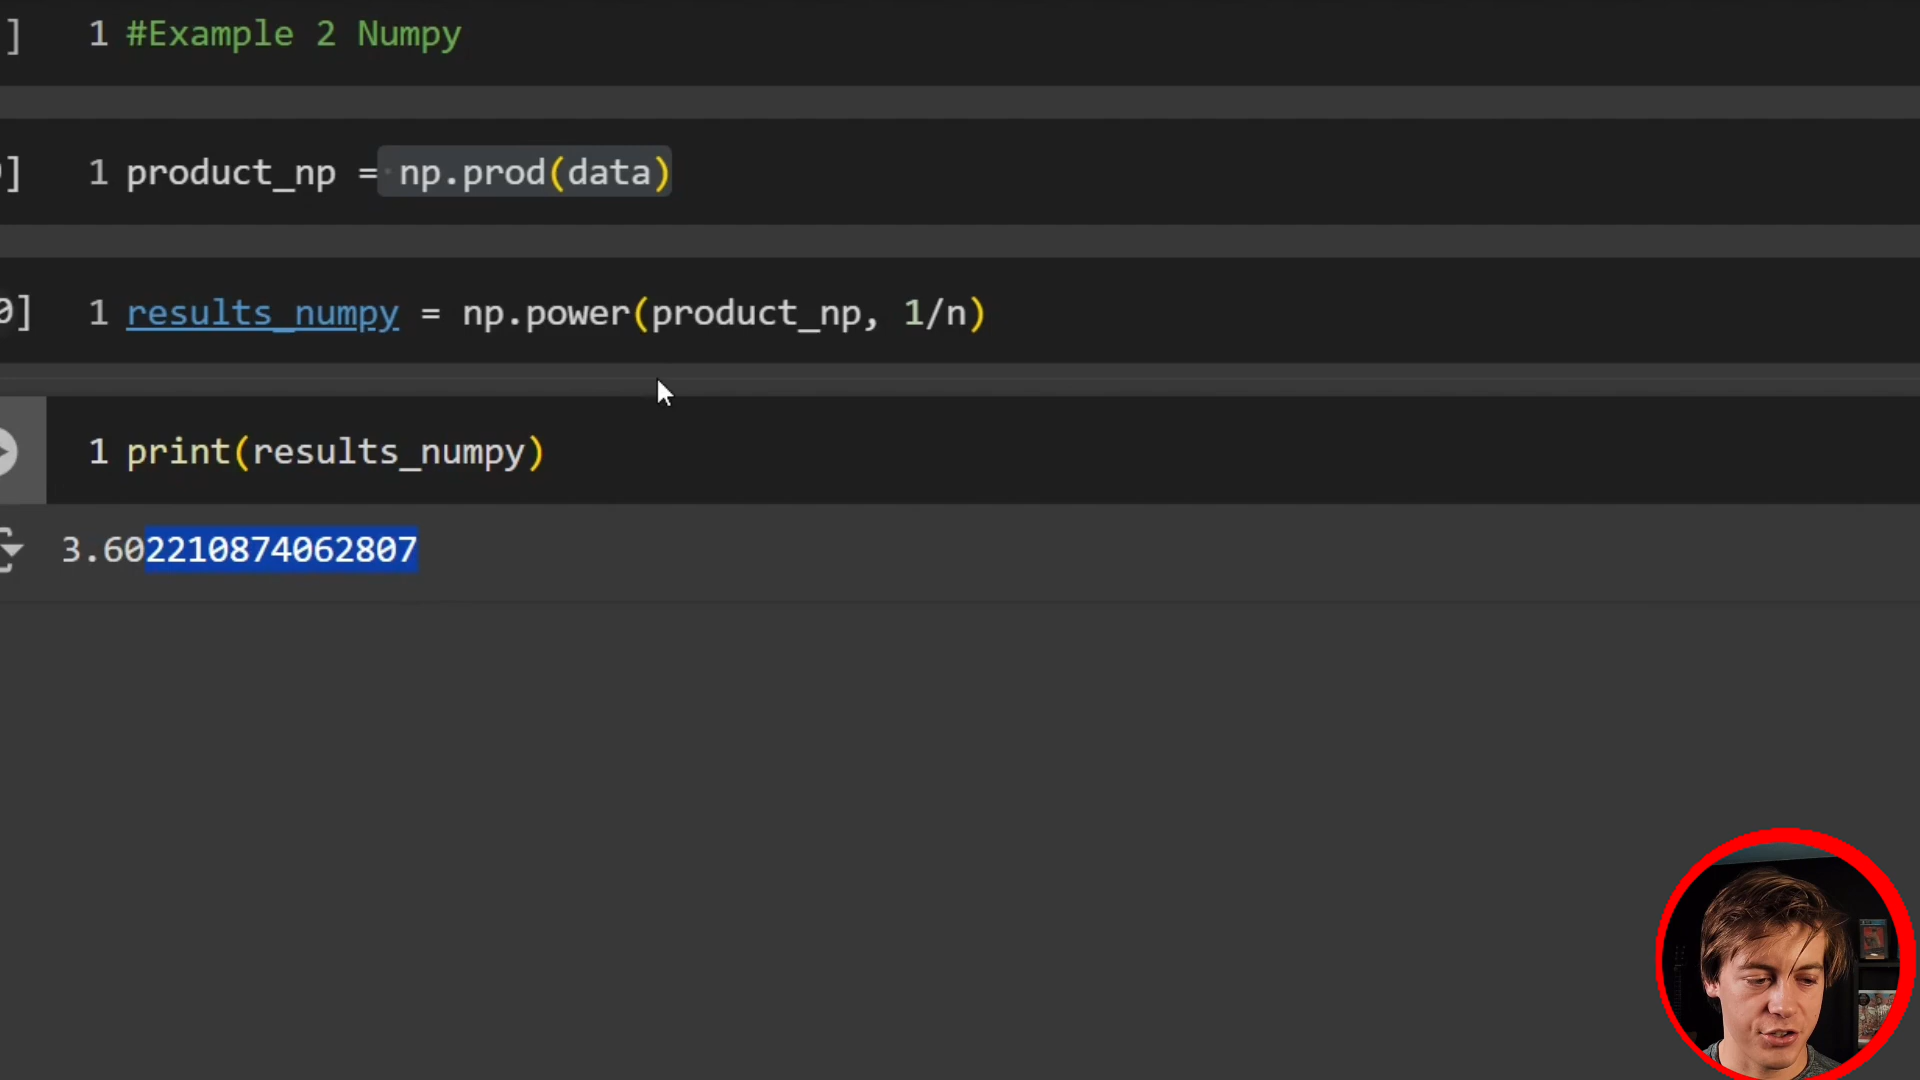 ]
1 #Example 2 Numpy
] 1 product_np = np.prod(data)
0] 1 results_numpy = np.power(product_np, 1/n)
1 print(results_numpy)
3.602210874062807